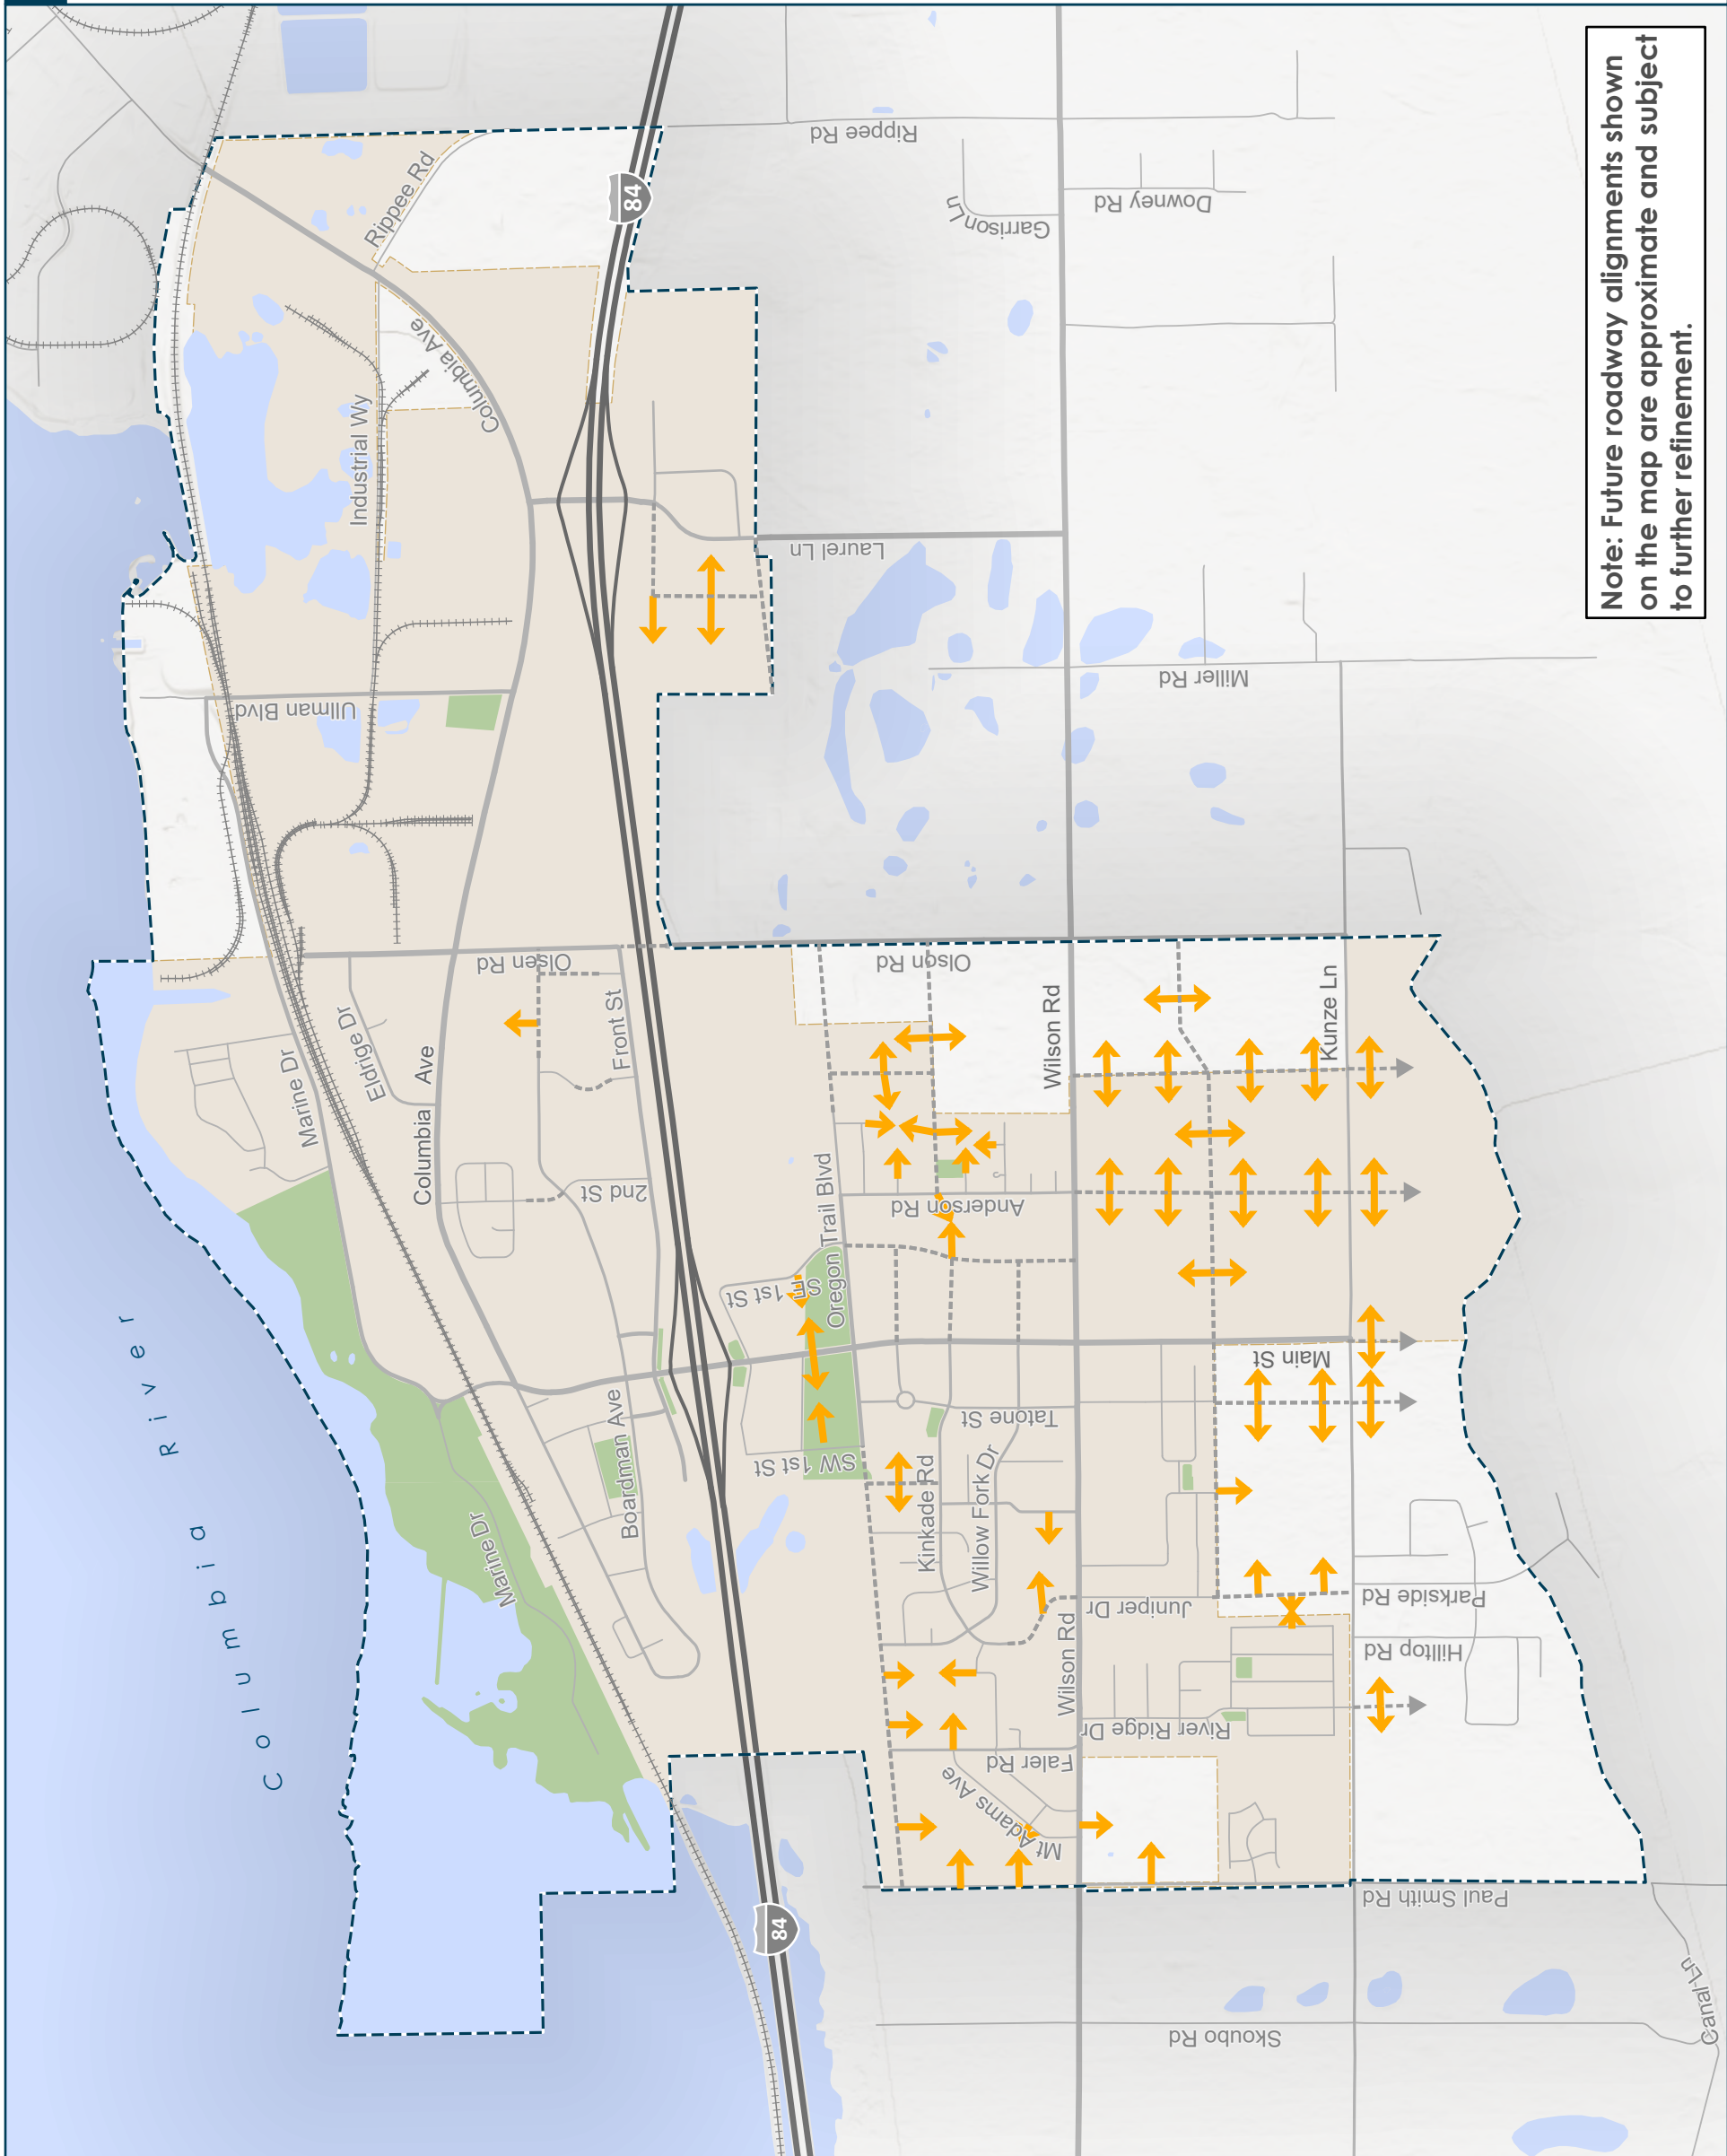 Note: Future roadway alignments shown
on the map are approximate and subject
to further refinement.
Columbia River
84
84
Rippee Rd
Rippee Rd
Garrison Ln
Downey Rd
Columbia Ave
Industrial Wy
Laurel Ln
Miller Rd
Ullman Blvd
Olsen Rd
Olson Rd
Marine Dr
Eldrige Dr
Columbia Ave
Front St
2nd St
Wilson Rd
Kunze Ln
Oregon Trail Blvd
Anderson Rd
SE 1st St
Main St
Boardman Ave
SW 1st St
Tatone St
Kinkade Rd
Willow Fork Dr
Marine Dr
Juniper Dr
Parkside Rd
Hilltop Rd
Wilson Rd
River Ridge Dr
Faler Rd
Mt Adams Ave
Paul Smith Rd
Skoubo Rd
Canal Ln